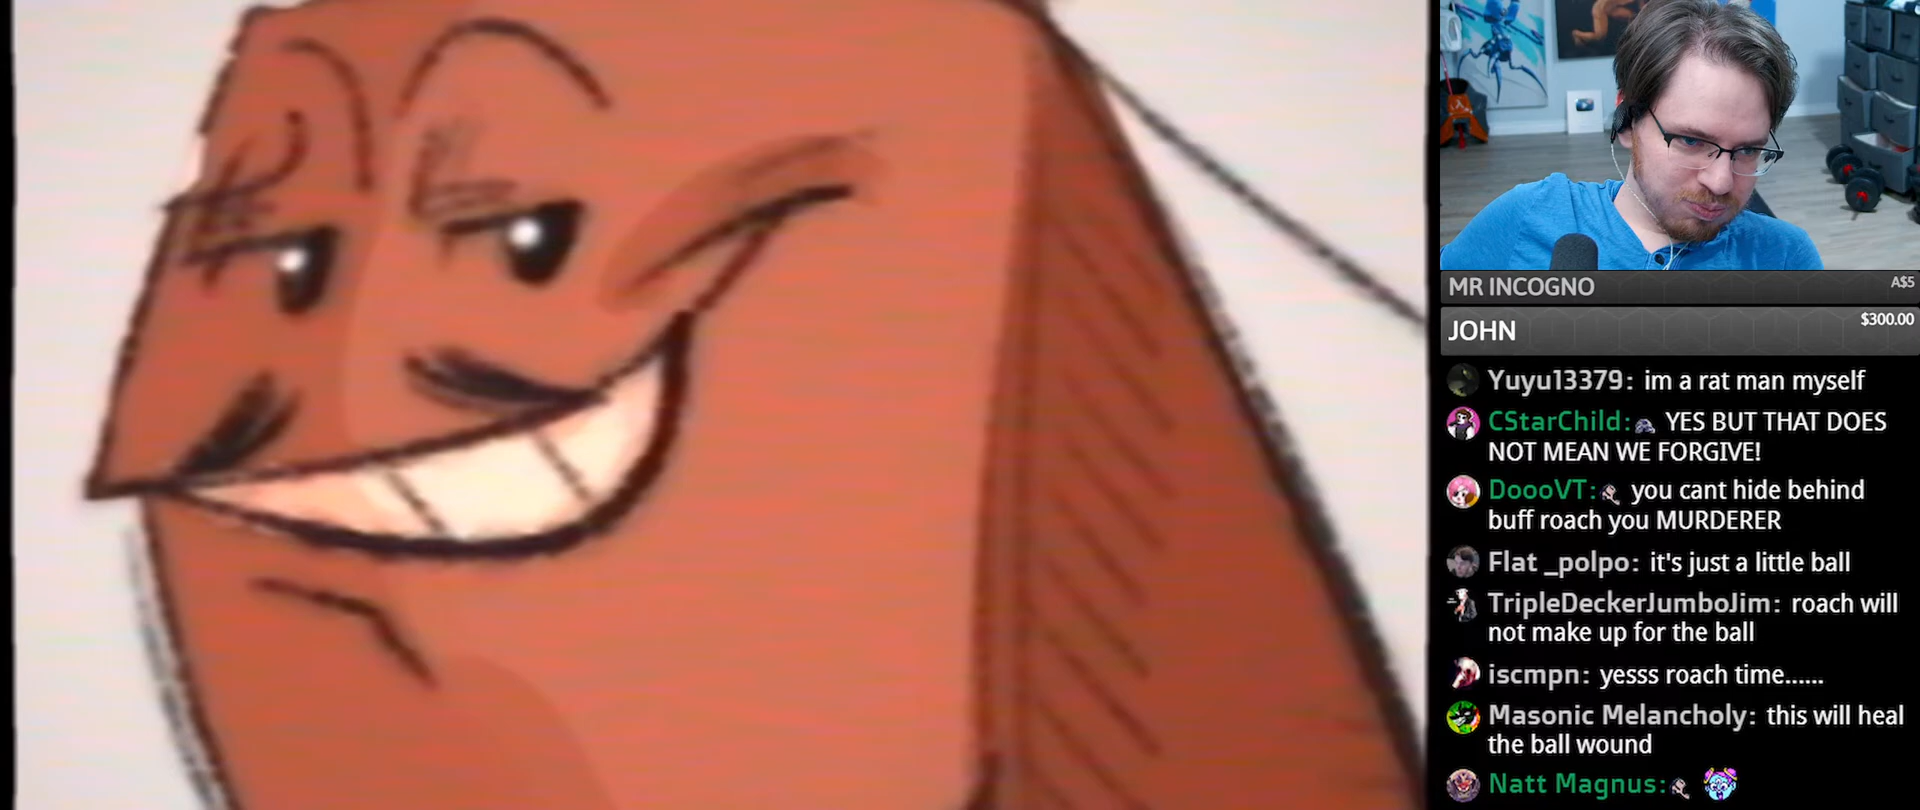 MR INCOGNO A$5
JOHN $300.00
Yuyu13379: im a rat man myself
CStarChild: YES BUT THAT DOES
NOT MEAN WE FORGIVE!
DoooVT: you cant hide behind
buff roach you MURDERER
Flat _polpo: it's just a little ball
TripleDeckerJumboJim: roach will
not make up for the ball
iscmpn: yesss roach time......
Masonic Melancholy: this will heal
the ball wound
Natt Magnus: